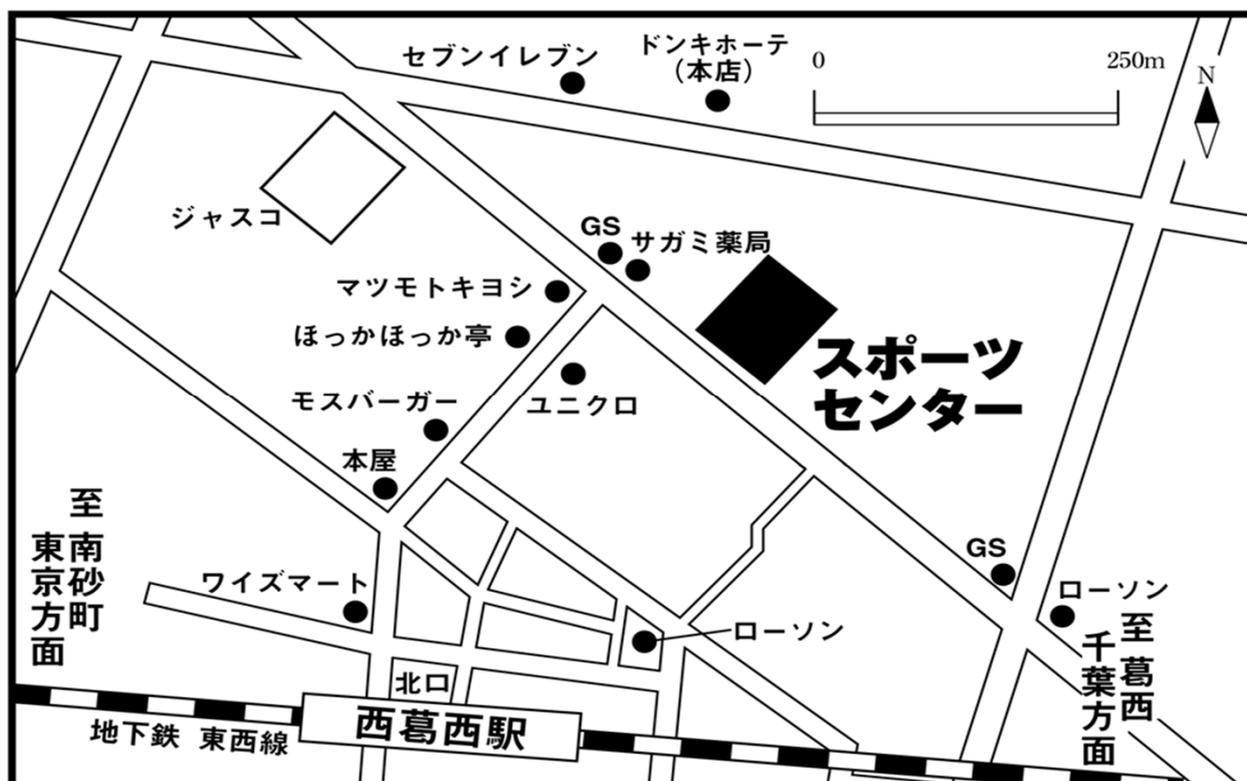 セブンイレブン
ドンキホーテ
(本店)
0 250m
N
ジャスコ
GS
サガミ薬局
マツモトキヨシ
ほっかほっか亭
スポーツ
センター
モスバーガー
ユニクロ
本屋
至 南砂町
東京方面
GS
ワイズマート
ローソン
ローソン
至 葛西
千葉方面
北口
西葛西駅
地下鉄 東西線